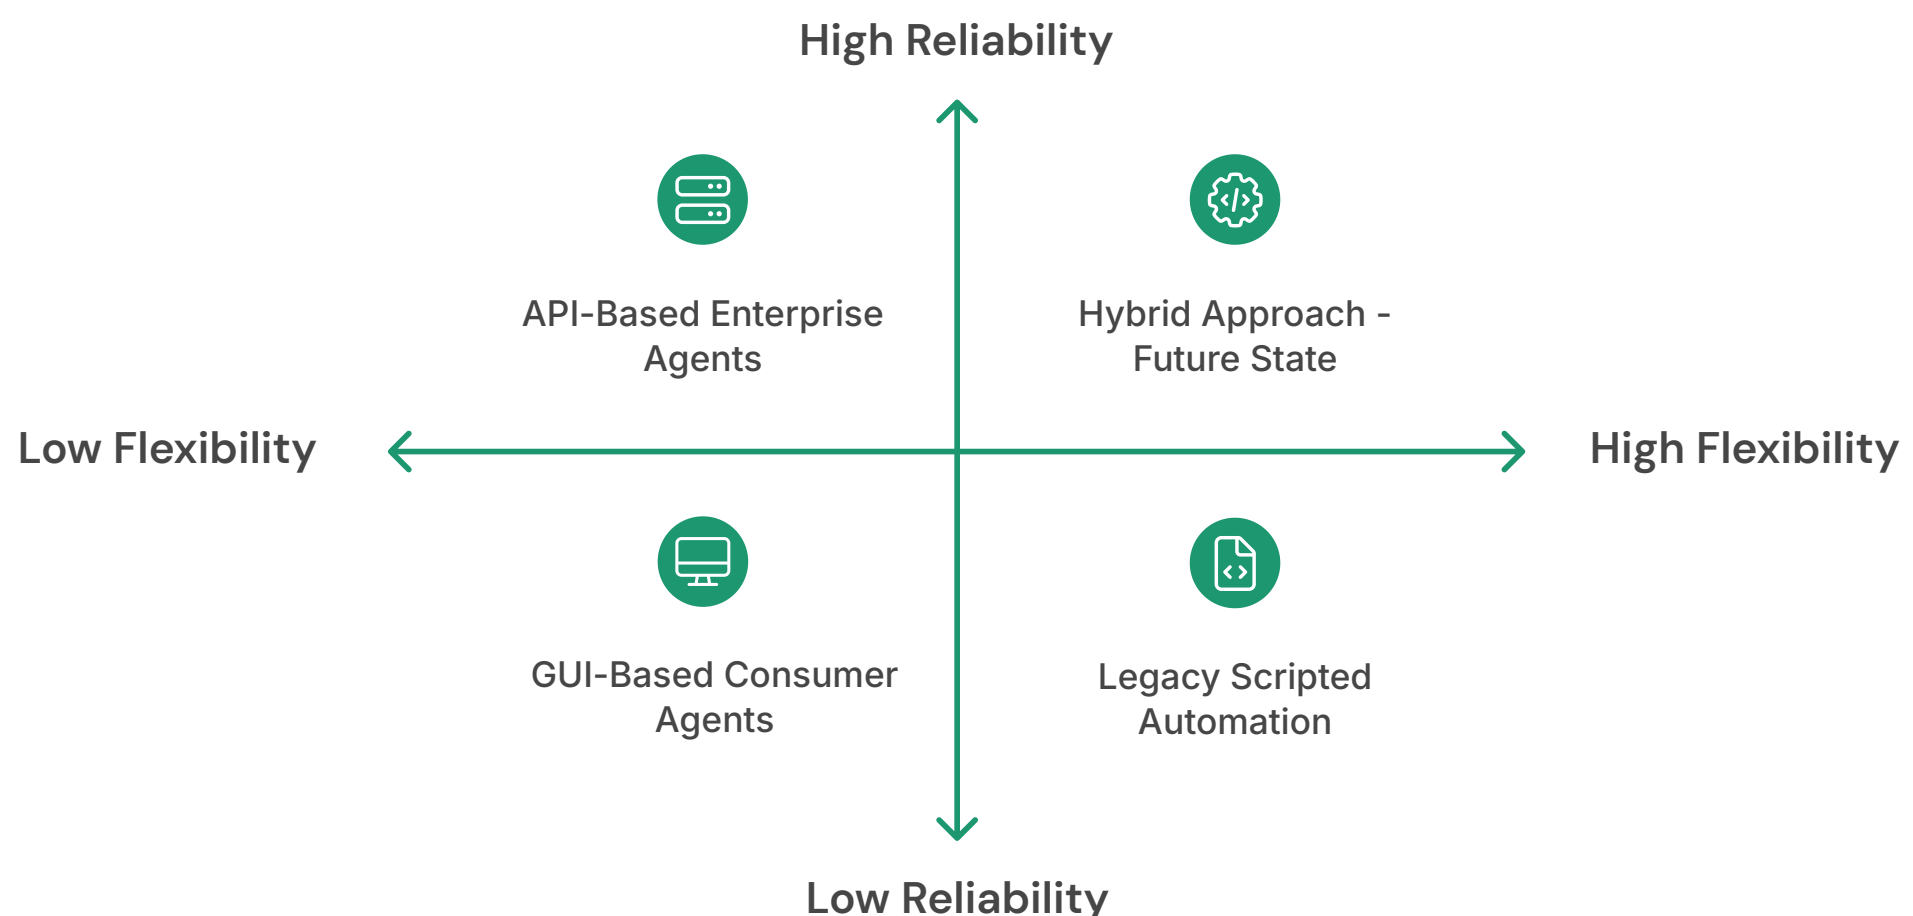 High Reliability
API-Based Enterprise
Agents
Hybrid Approach -
Future State
Low Flexibility
High Flexibility
GUI-Based Consumer
Agents
Legacy Scripted
Automation
Low Reliability